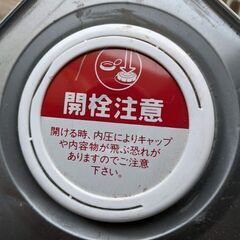 開栓注意
開ける時、内圧によりキャップ
や内容物が飛ぶ恐れが
ありますのでご注意
下さい。